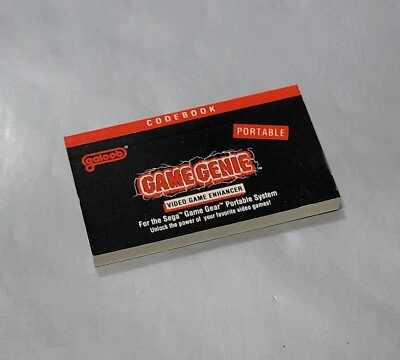 CODEBOOK
galoob®
PORTABLE
GAME GENIE
VIDEO GAME ENHANCER
For the Sega™ Game Gear™ Portable System
Unlock the power of your favorite video games!